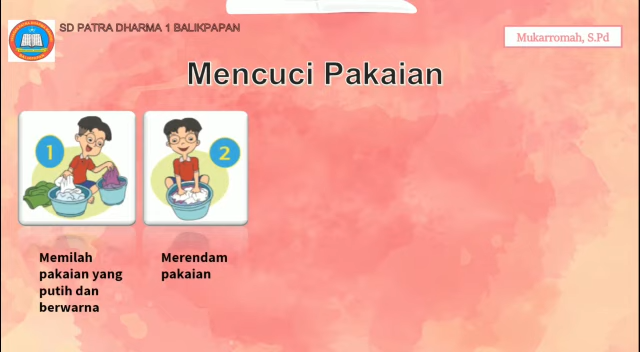 SD PATRA DHARMA 1 BALIKPAPAN
Mukarromah, S.Pd
Mencuci Pakaian
1
2
Memilah
pakaian yang
putih dan
berwarna
Merendam
pakaian